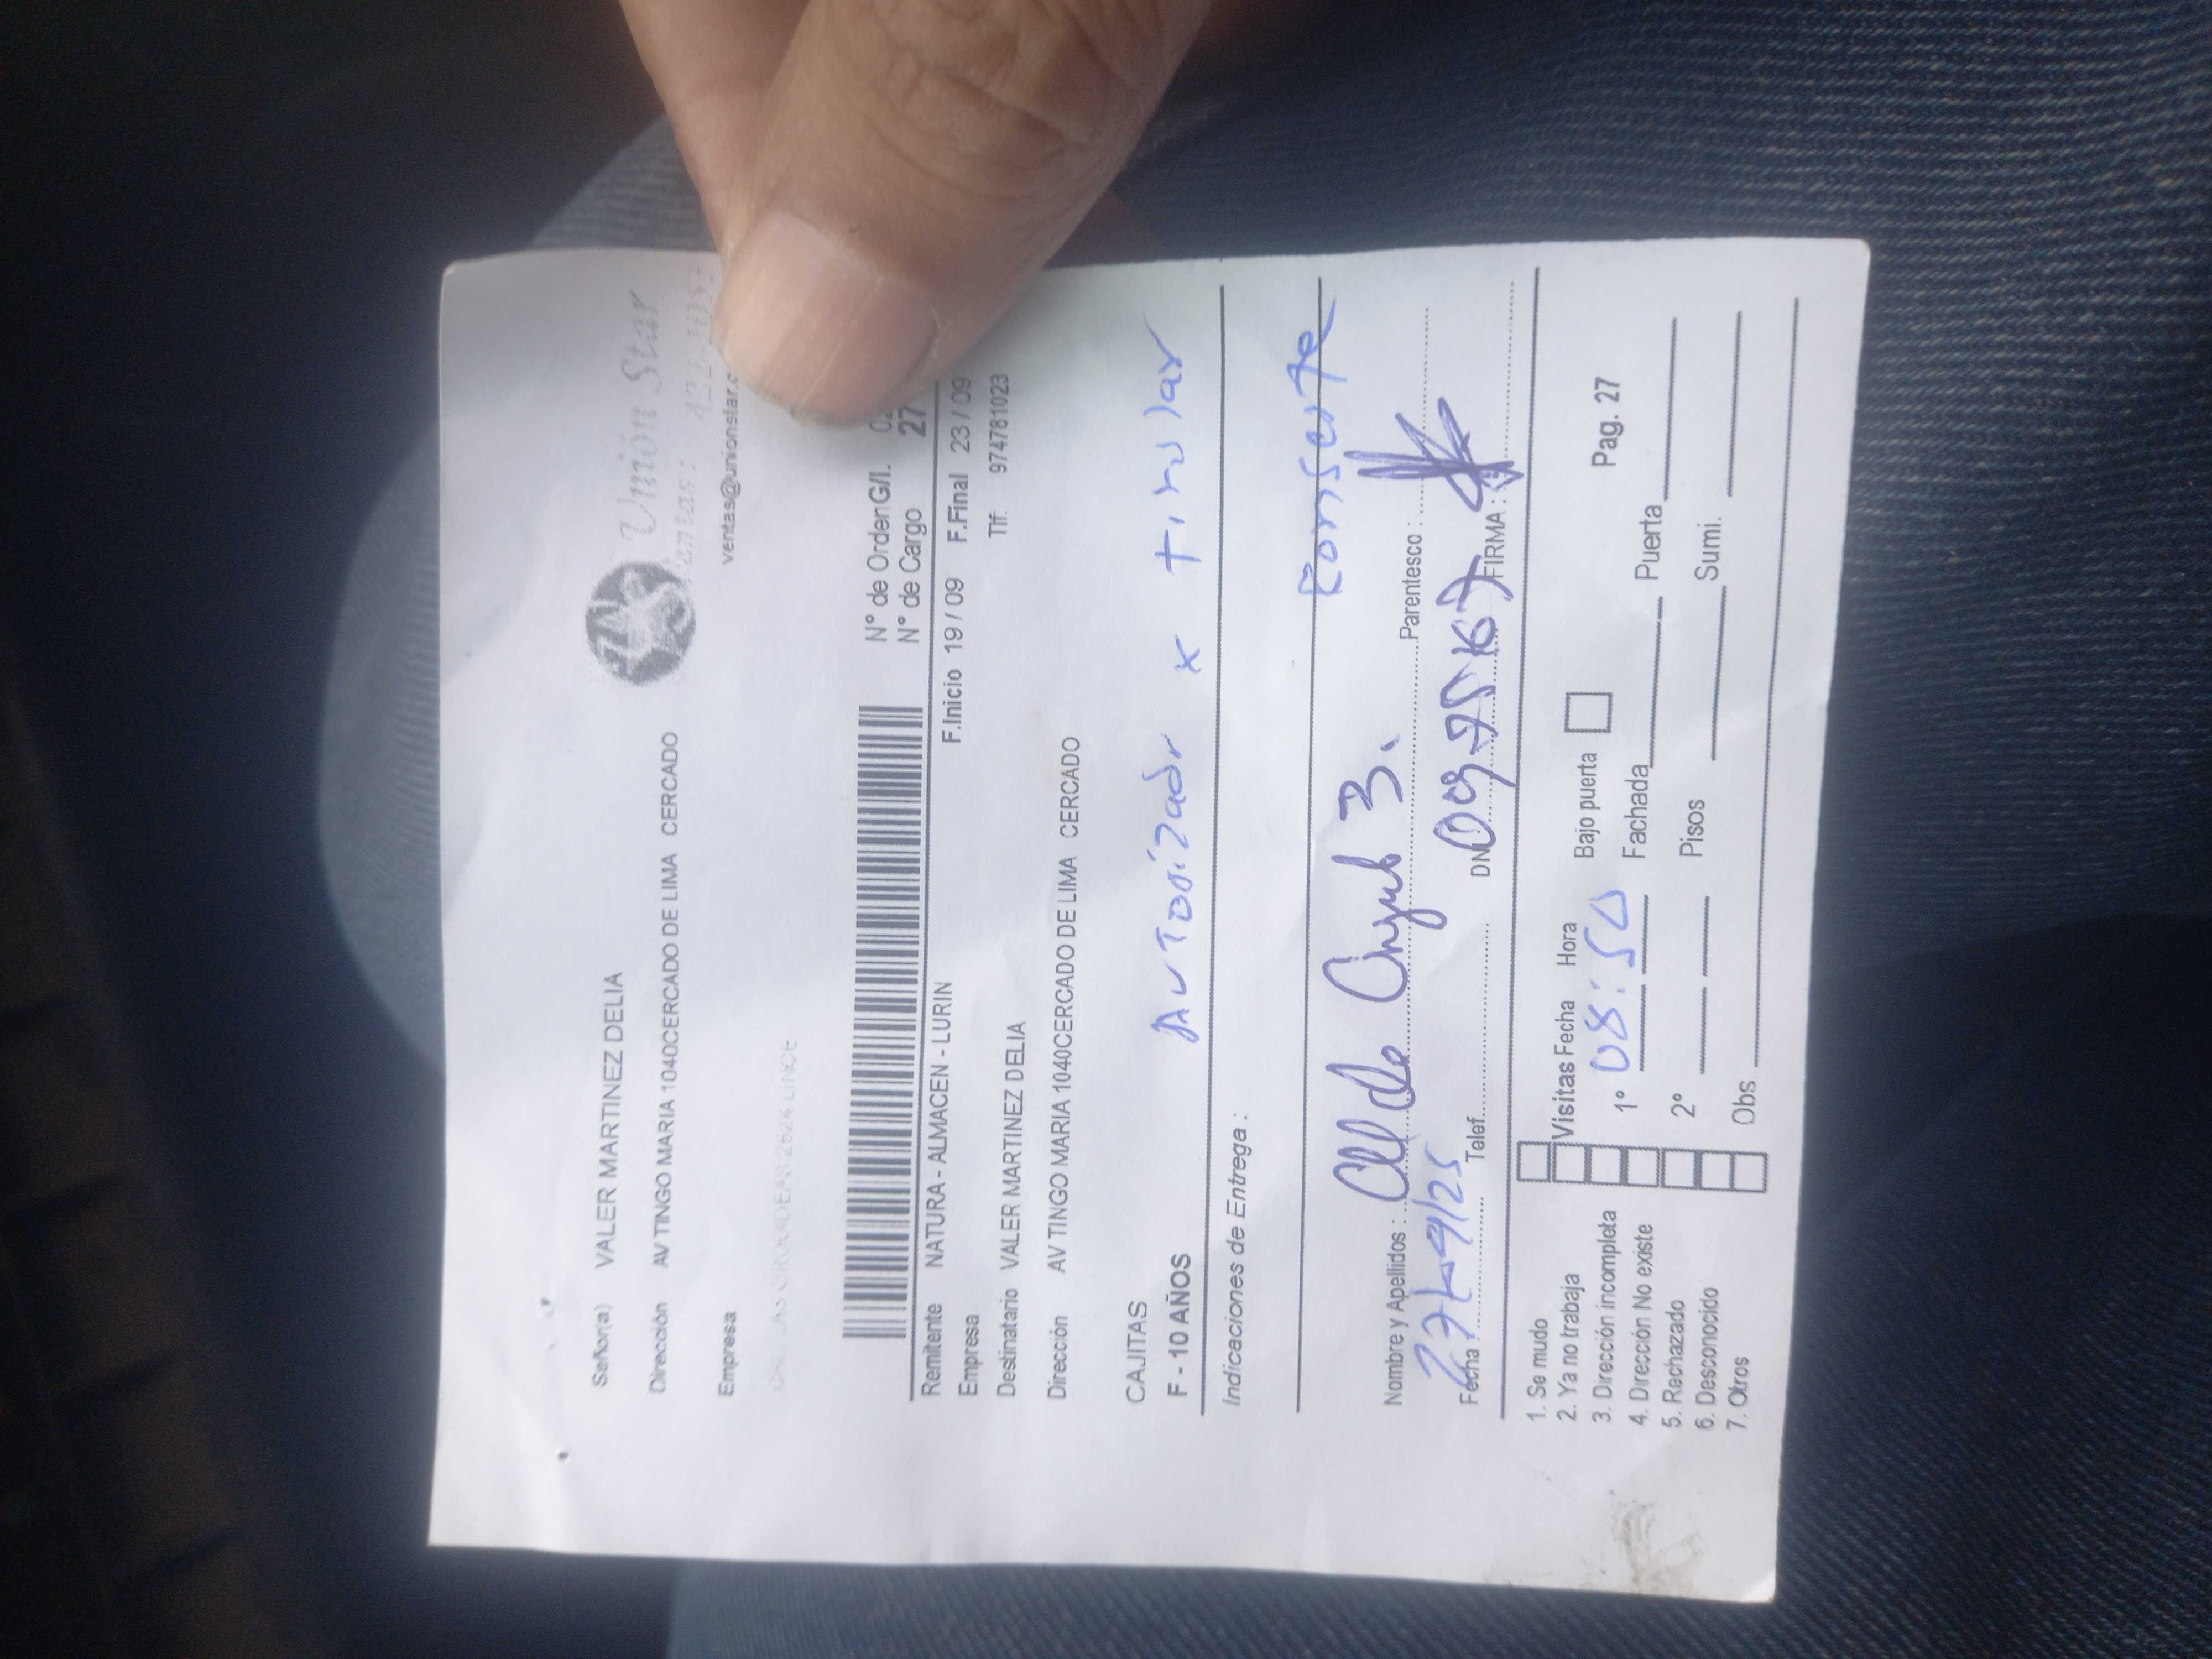 Unión Star
ventas@unionstar.c
Señor(a) VALER MARTINEZ DELIA
Dirección AV TINGO MARIA 1040CERCADO DE LIMA CERCADO
Empresa
N° de OrdenG/I.
N° de Cargo 27
Remitente NATURA - ALMACEN - LURIN F.Inicio 19 / 09 F.Final 23 / 09
Empresa
Destinatario VALER MARTINEZ DELIA Tlf. 974781023
Dirección AV TINGO MARIA 1040CERCADO DE LIMA CERCADO
CAJITAS
F - 10 AÑOS
x titular
Indicaciones de Entrega :
Nombre y Apellidos : Parentesco :
Fecha 27/09/25 Telef. DNI FIRMA :
1. Se mudo
2. Ya no trabaja
3. Dirección incompleta
4. Dirección No existe
5. Rechazado
6. Desconocido
7. Otros
Visitas Fecha Hora Bajo puerta
1° 08:50 Fachada Puerta
2° Pisos Sumi.
Obs
Pag. 27